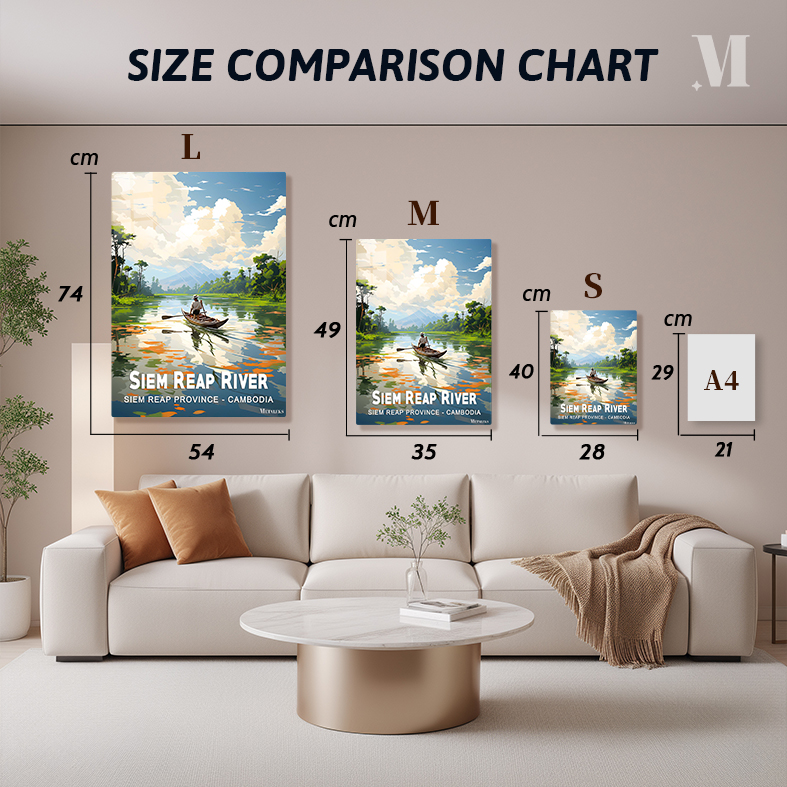 SIZE COMPARISON CHART
M
L
cm
74
54
SIEM REAP RIVER
SIEM REAP PROVINCE - CAMBODIA
M
cm
49
35
SIEM REAP RIVER
SIEM REAP PROVINCE - CAMBODIA
S
cm
40
28
SIEM REAP RIVER
SIEM REAP PROVINCE - CAMBODIA
cm
29
21
A4